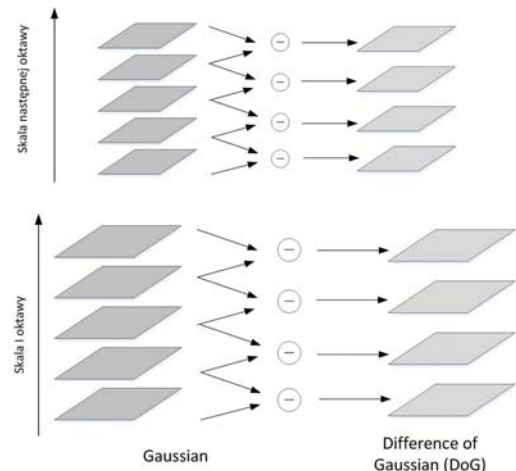 Skala następnej oktawy
Skala I oktawy
Gaussian
Difference of
Gaussian (DoG)